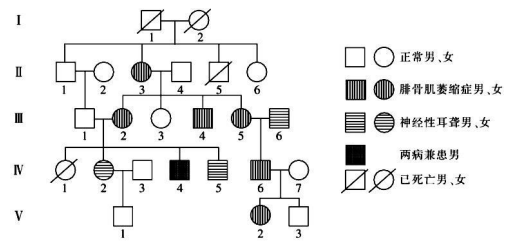 I
1 2
II
1 2 3 4 5 6
III
1 2 3 4 5 6
IV
1 2 3 4 5 6 7
V
1 2 3
正常男、女
腓骨肌萎缩症男、女
神经性耳聋男、女
两病兼患男
已死亡男、女